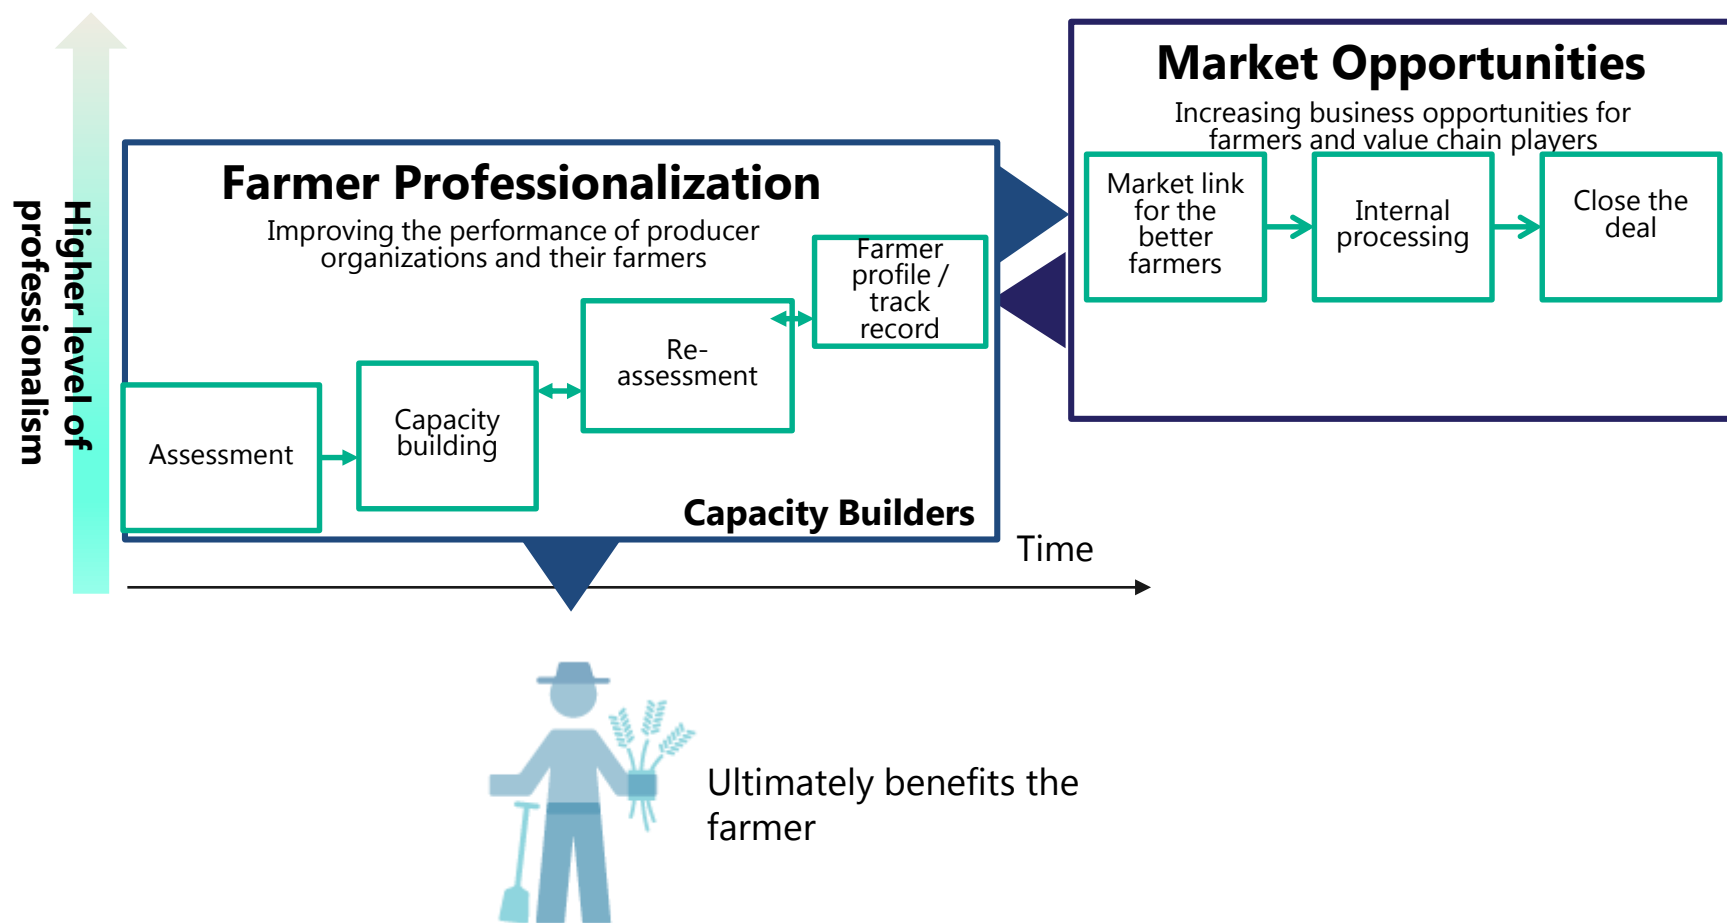 Higher level of
professionalism
Farmer Professionalization
Improving the performance of producer
organizations and their farmers
Assessment
Capacity
building
Re-
assessment
Farmer
profile /
track
record
Capacity Builders
Market Opportunities
Increasing business opportunities for
farmers and value chain players
Market link
for the
better
farmers
Internal
processing
Close the
deal
Time
Ultimately benefits the
farmer